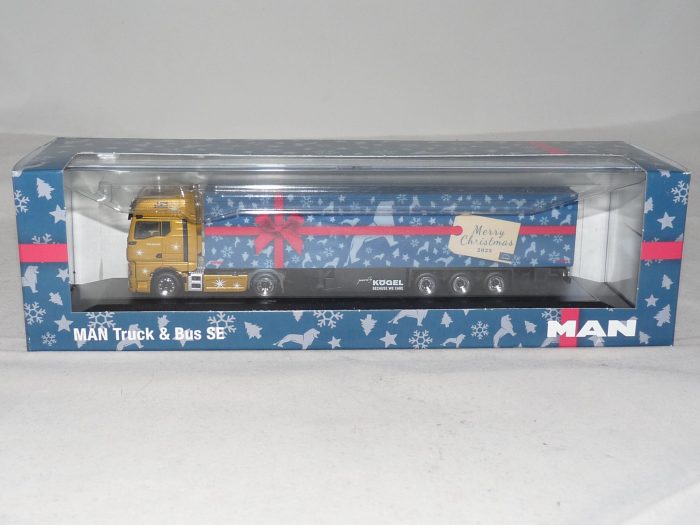 Merry
Christmas
2023
KÖGEL
BECAUSE WE CARE
MAN Truck & Bus SE
MAN